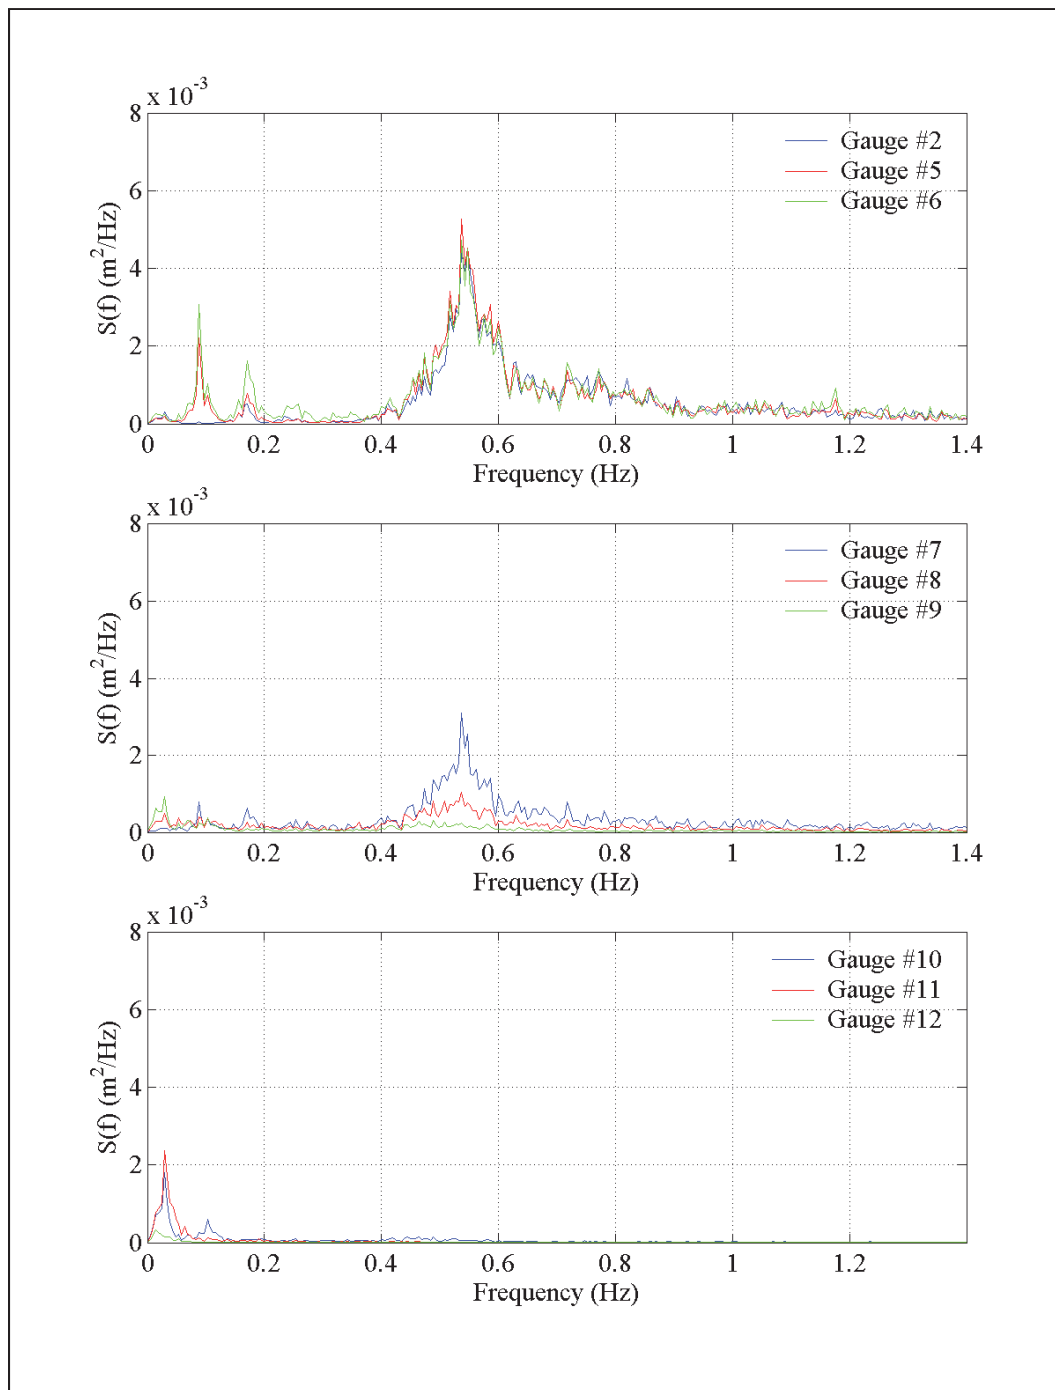 x 10-3
8
6
4
2
0
S(f) (m2/Hz)
Gauge #2
Gauge #5
Gauge #6
0 0.2 0.4 0.6 0.8 1 1.2 1.4
Frequency (Hz)
x 10-3
8
6
4
2
0
S(f) (m2/Hz)
Gauge #7
Gauge #8
Gauge #9
0 0.2 0.4 0.6 0.8 1 1.2 1.4
Frequency (Hz)
x 10-3
8
6
4
2
0
S(f) (m2/Hz)
Gauge #10
Gauge #11
Gauge #12
0 0.2 0.4 0.6 0.8 1 1.2
Frequency (Hz)